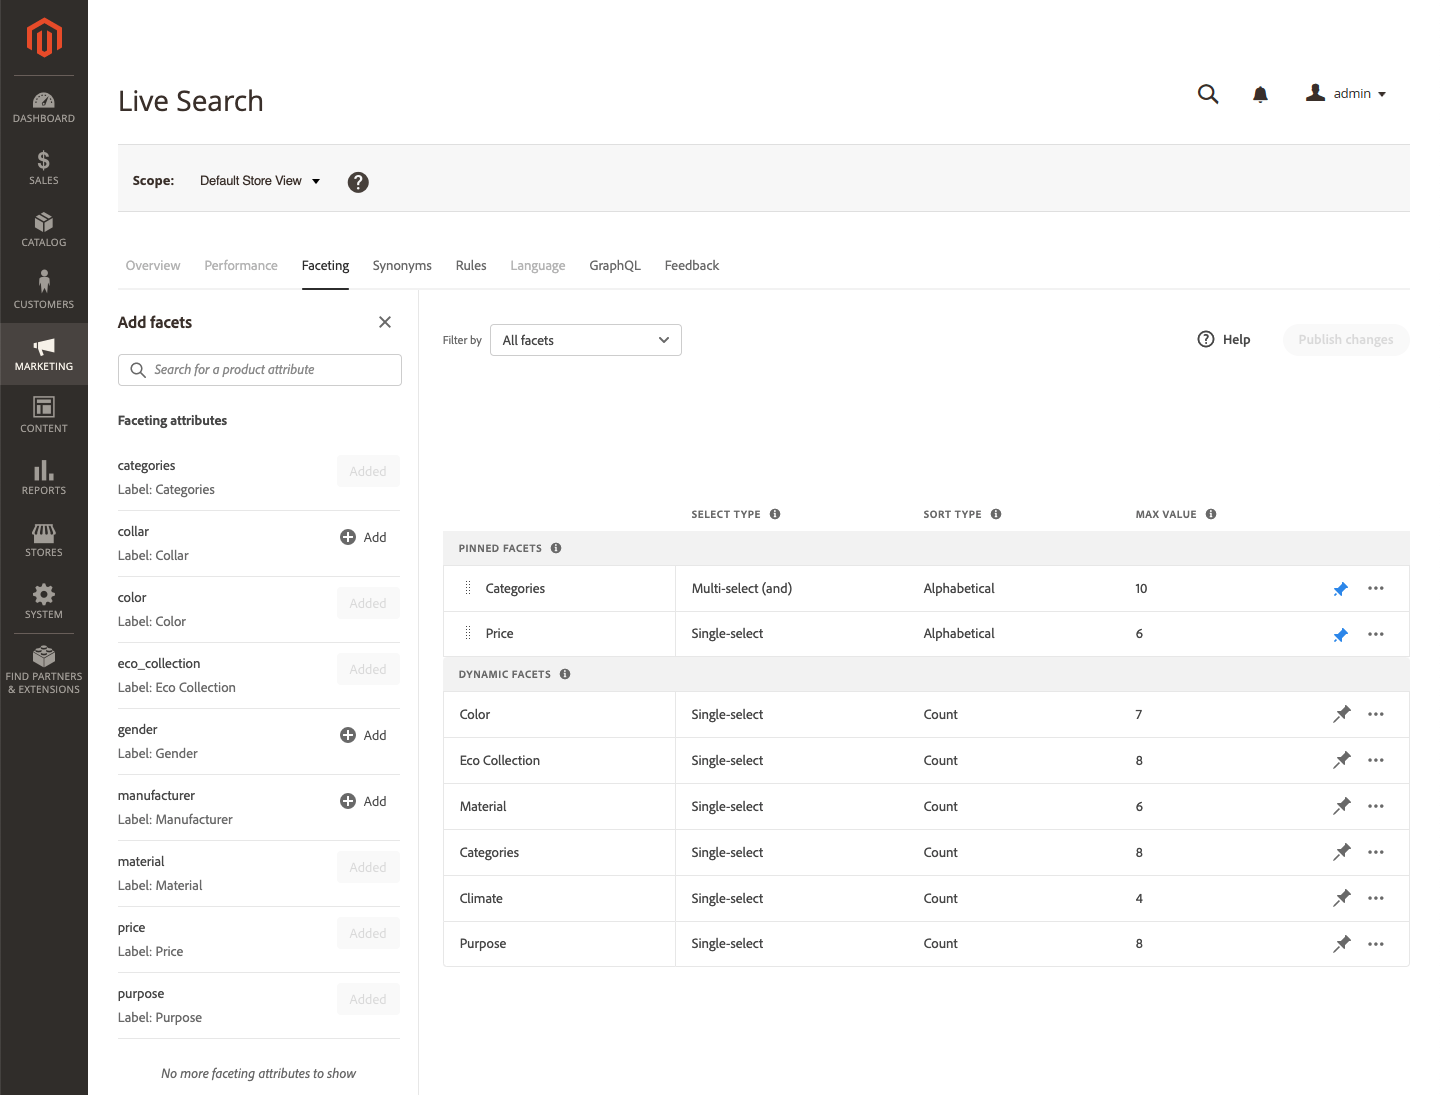 DASHBOARD
SALES
CATALOG
CUSTOMERS
MARKETING
CONTENT
REPORTS
STORES
SYSTEM
FIND PARTNERS
& EXTENSIONS
Live Search
admin
Scope:
Default Store View
Overview
Performance
Faceting
Synonyms
Rules
Language
GraphQL
Feedback
Add facets
Search for a product attribute
Faceting attributes
categories
Label: Categories
Added
collar
Label: Collar
Add
color
Label: Color
Added
eco_collection
Label: Eco Collection
Added
gender
Label: Gender
Add
manufacturer
Label: Manufacturer
Add
material
Label: Material
Added
price
Label: Price
Added
purpose
Label: Purpose
Added
No more faceting attributes to show
Filter by
All facets
Help
Publish changes
SELECT TYPE SORT TYPE MAX VALUE
PINNED FACETS
Categories Multi-select (and) Alphabetical 10
Price Single-select Alphabetical 6
DYNAMIC FACETS
Color Single-select Count 7
Eco Collection Single-select Count 8
Material Single-select Count 6
Categories Single-select Count 8
Climate Single-select Count 4
Purpose Single-select Count 8